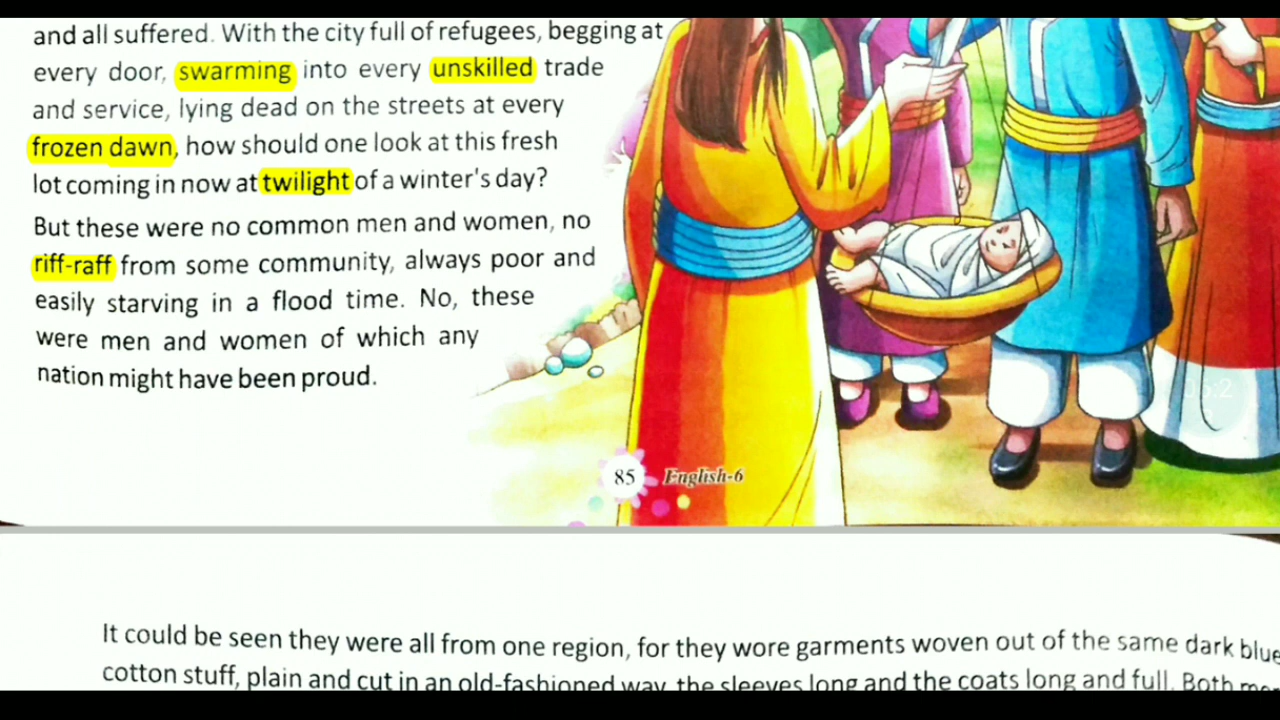 and all suffered. With the city full of refugees, begging at
every door, swarming into every unskilled trade
and service, lying dead on the streets at every
frozen dawn, how should one look at this fresh
lot coming in now at twilight of a winter's day?
But these were no common men and women, no
riff-raff from some community, always poor and
easily starving in a flood time. No, these
were men and women of which any
nation might have been proud.
85 English-6
It could be seen they were all from one region, for they wore garments woven out of the same dark blue
cotton stuff, plain and cut in an old-fashioned way, the sleeves long and the coats long and full. Both